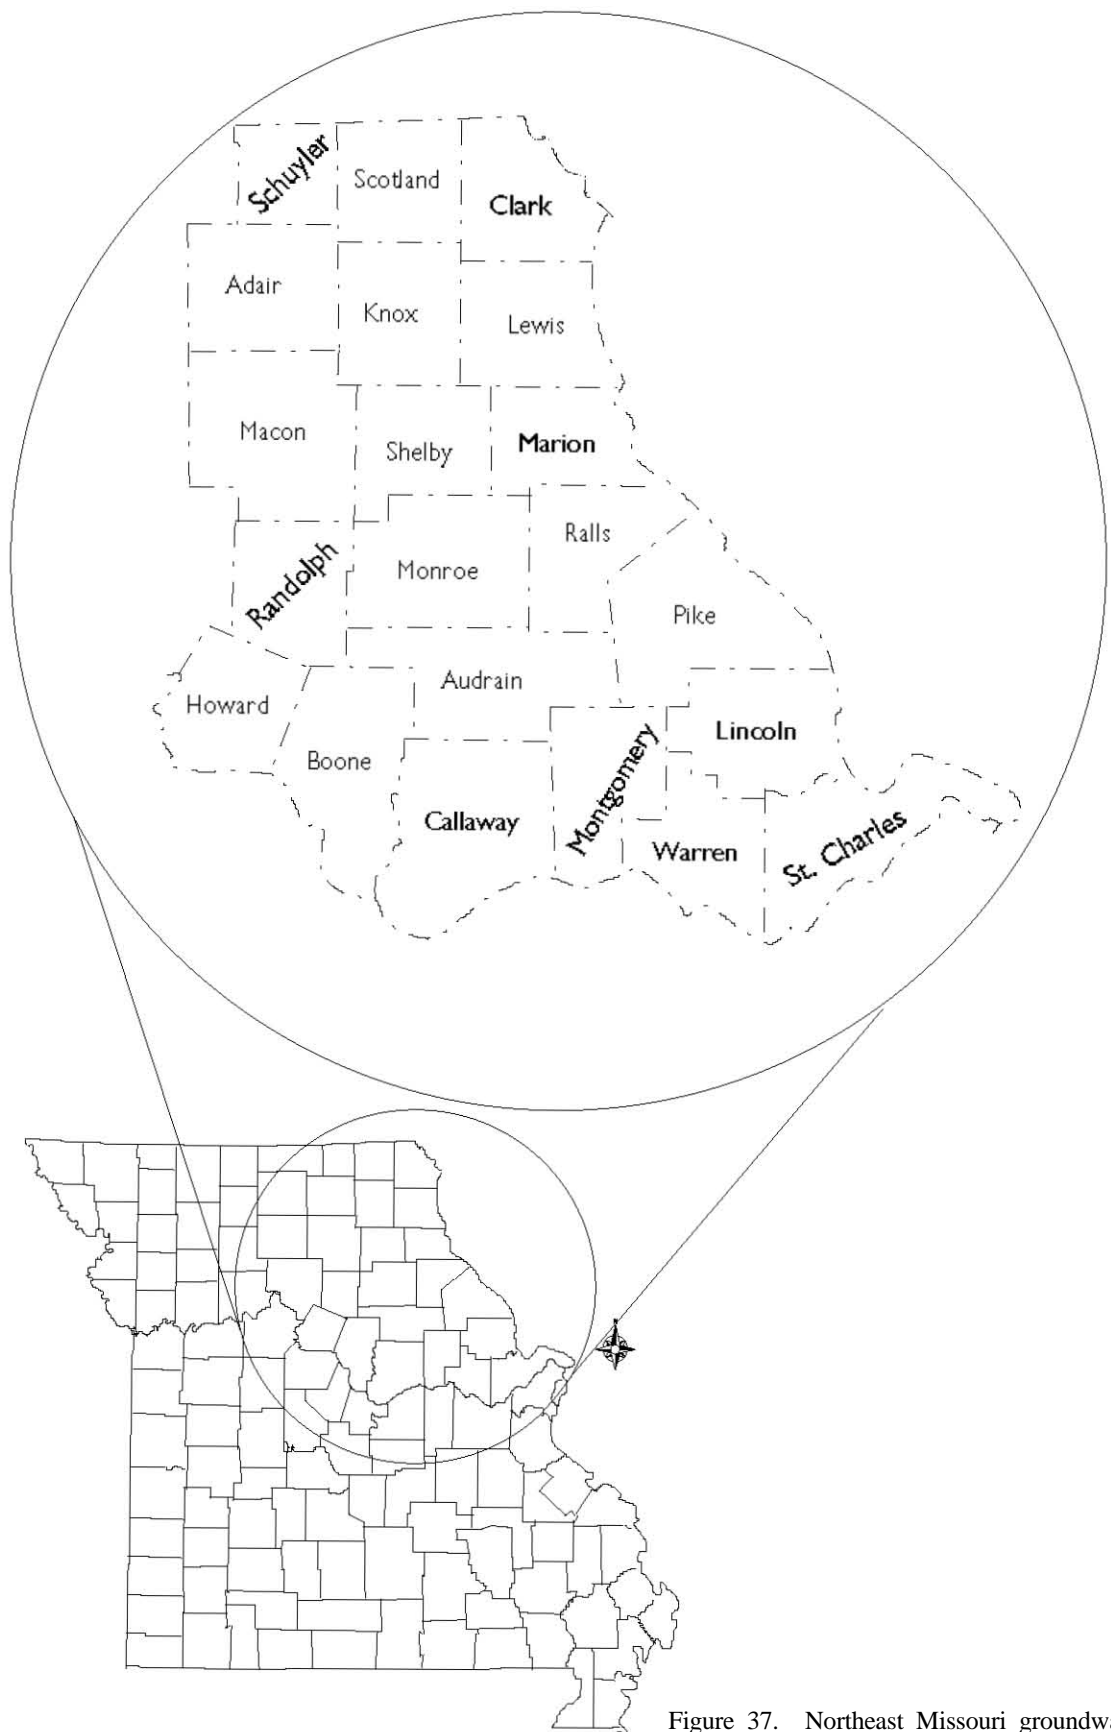 Schuyler
Scotland
Clark
Adair
Knox
Lewis
Macon
Shelby
Marion
Randolph
Monroe
Ralls
Pike
Howard
Boone
Audrain
Callaway
Montgomery
Lincoln
Warren
St. Charles
Figure 37. Northeast Missouri